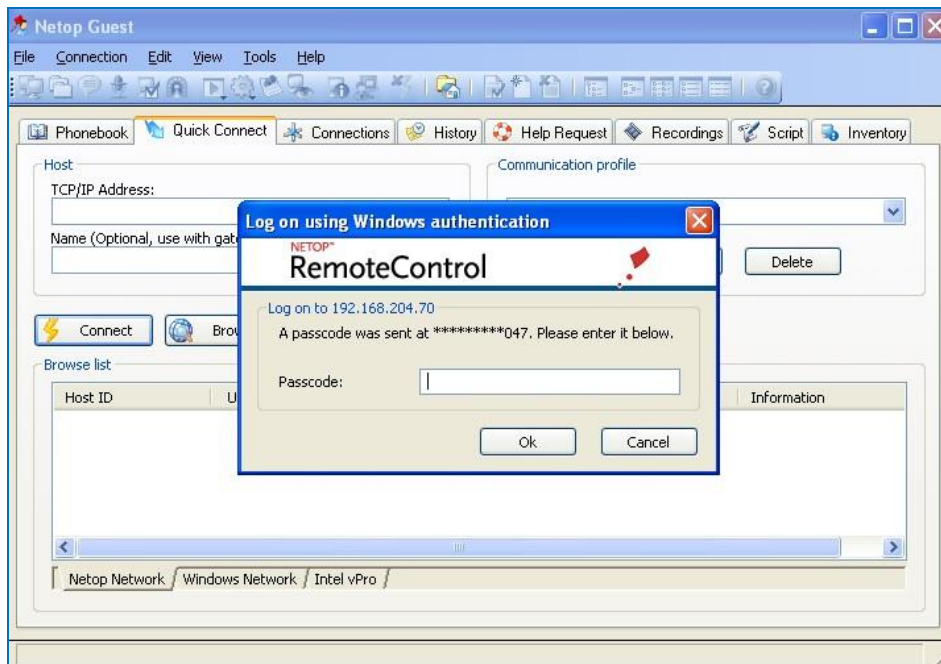 Netop Guest
File Connection Edit View Tools Help
Phonebook Quick Connect Connections History Help Request Recordings Script Inventory
Host
Communication profile
TCP/IP Address:
Log on using Windows authentication
Name (Optional, use with
NETOP™
RemoteControl
Delete
Log on to 192.168.204.70
A passcode was sent at *********047. Please enter it below.
Connect
Passcode:
Browse list
Host ID
Information
Ok Cancel
Netop Network Windows Network Intel vPro